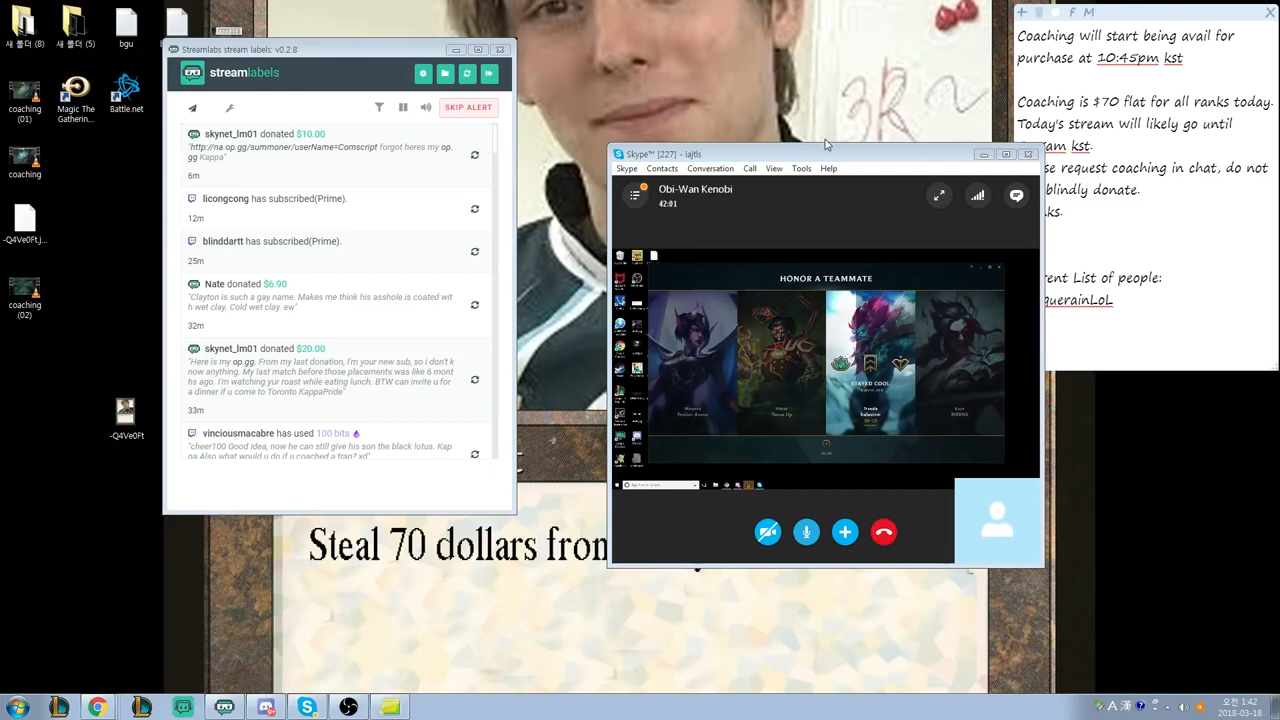 새 폴더 (8)
새 폴더 (5)
bgu
coaching
(01)
Magic The
Gatherin...
Battle.net
coaching
-Q4Ve0Ft.j...
coaching
(02)
-Q4Ve0Ft
Streamlabs stream labels: v0.2.8
streamlabels
SKIP ALERT
skynet_lm01 donated $10.00
"http://na.op.gg/summoner/userName=Comscript forgot heres my op.
gg Kappa"
6m
licongcong has subscribed(Prime).
12m
blinddartt has subscribed(Prime).
25m
Nate donated $6.90
"Clayton is such a gay name. Makes me think his asshole is coated wit
h wet clay. Cold wet clay. ew"
32m
skynet_lm01 donated $20.00
"Here is my op.gg. From my last donation, I'm your new sub, so i don't k
now anything. My last match before those placements was like 6 mont
hs ago. I'm watching yur roast while eating lunch. BTW can Invite u for
a dinner if u come to Toronto KappaPride"
33m
vinciousmacabre has used 100 bits
"cheer100 Good idea, now he can still give his son the black lotus. Kap
pa Also what would u do if u coached a trap? xd"
Steal 70 dollars from
Skype™ [227] - iajtls
Skype Contacts Conversation Call View Tools Help
Obi-Wan Kenobi
42:01
HONOR A TEAMMATE
STAYED COOL
Coaching will start being avail for
purchase at 10:45pm kst
Coaching is $70 flat for all ranks today.
Today's stream will likely go until
am kst.
se request coaching in chat, do not
blindly donate.
ks.
ent List of people:
querainLoL
오전 1:42
2018-03-18